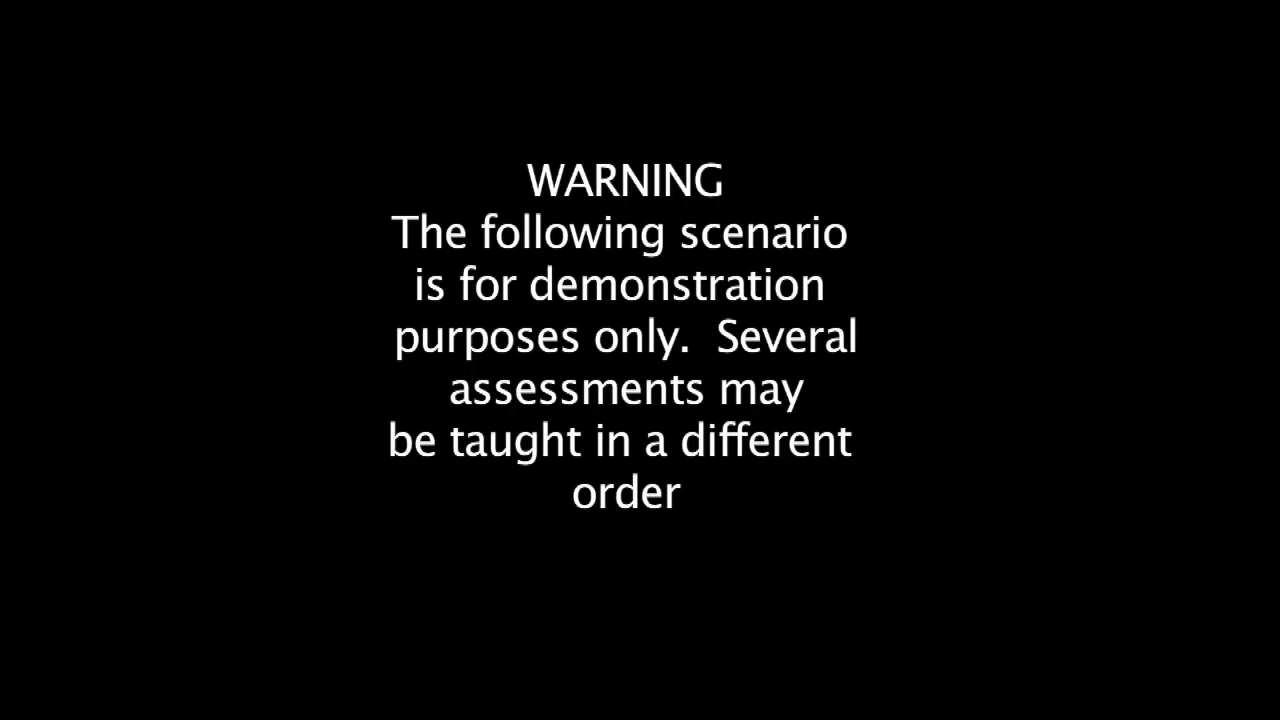 WARNING
The following scenario
is for demonstration
purposes only.  Several
assessments may
be taught in a different
order